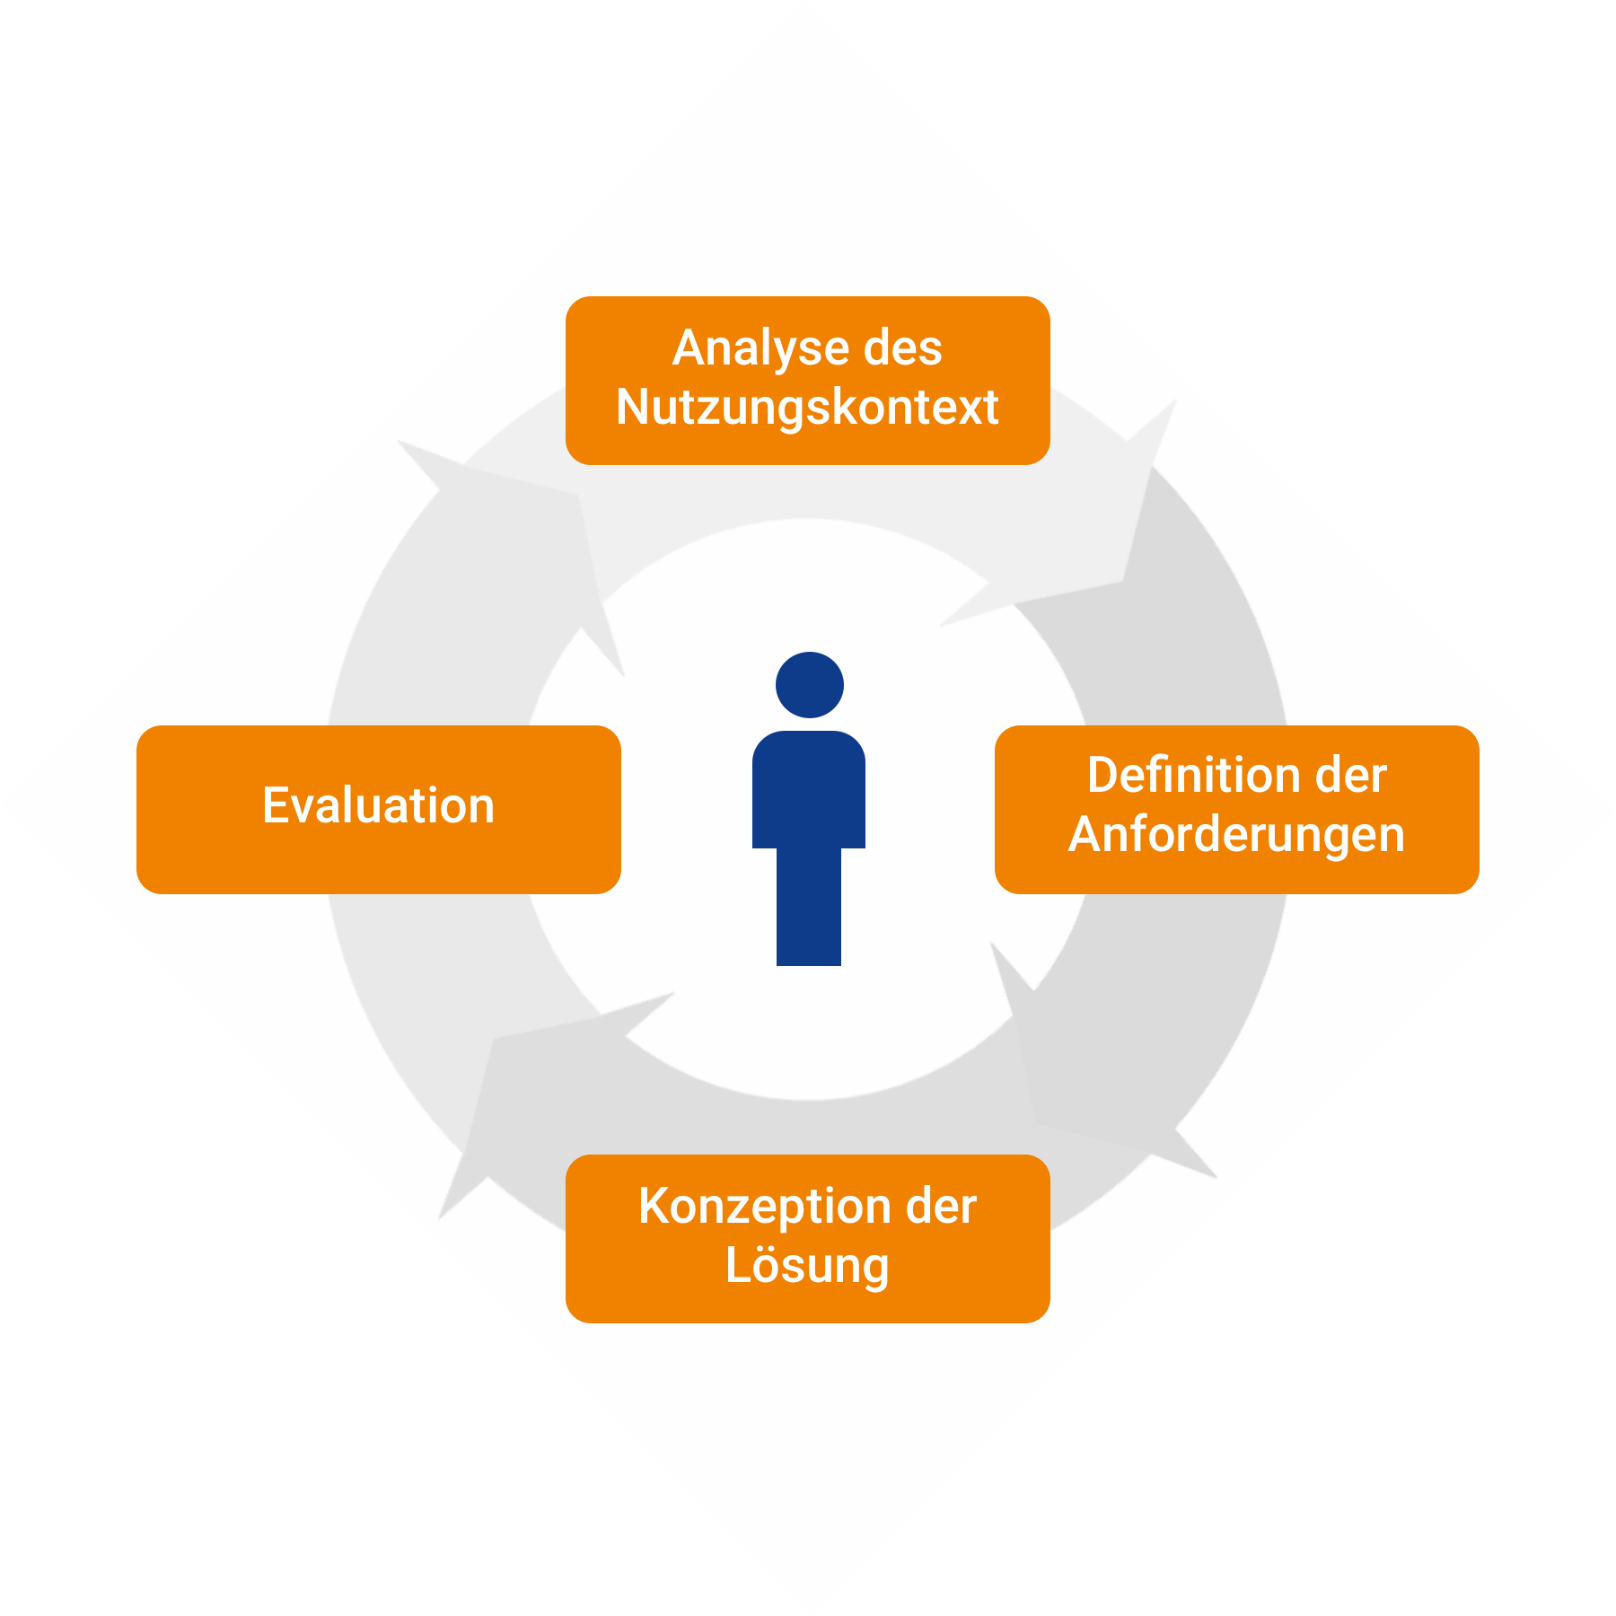 Analyse des
Nutzungskontext
Evaluation
Definition der
Anforderungen
Konzeption der
Lösung